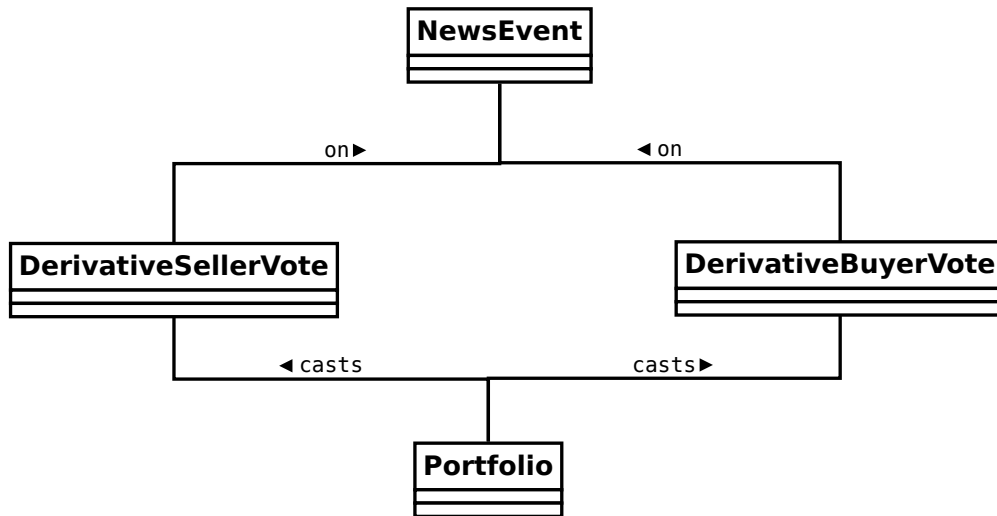 NewsEvent
on►
◄on
DerivativeSellerVote
DerivativeBuyerVote
◄casts
casts►
Portfolio